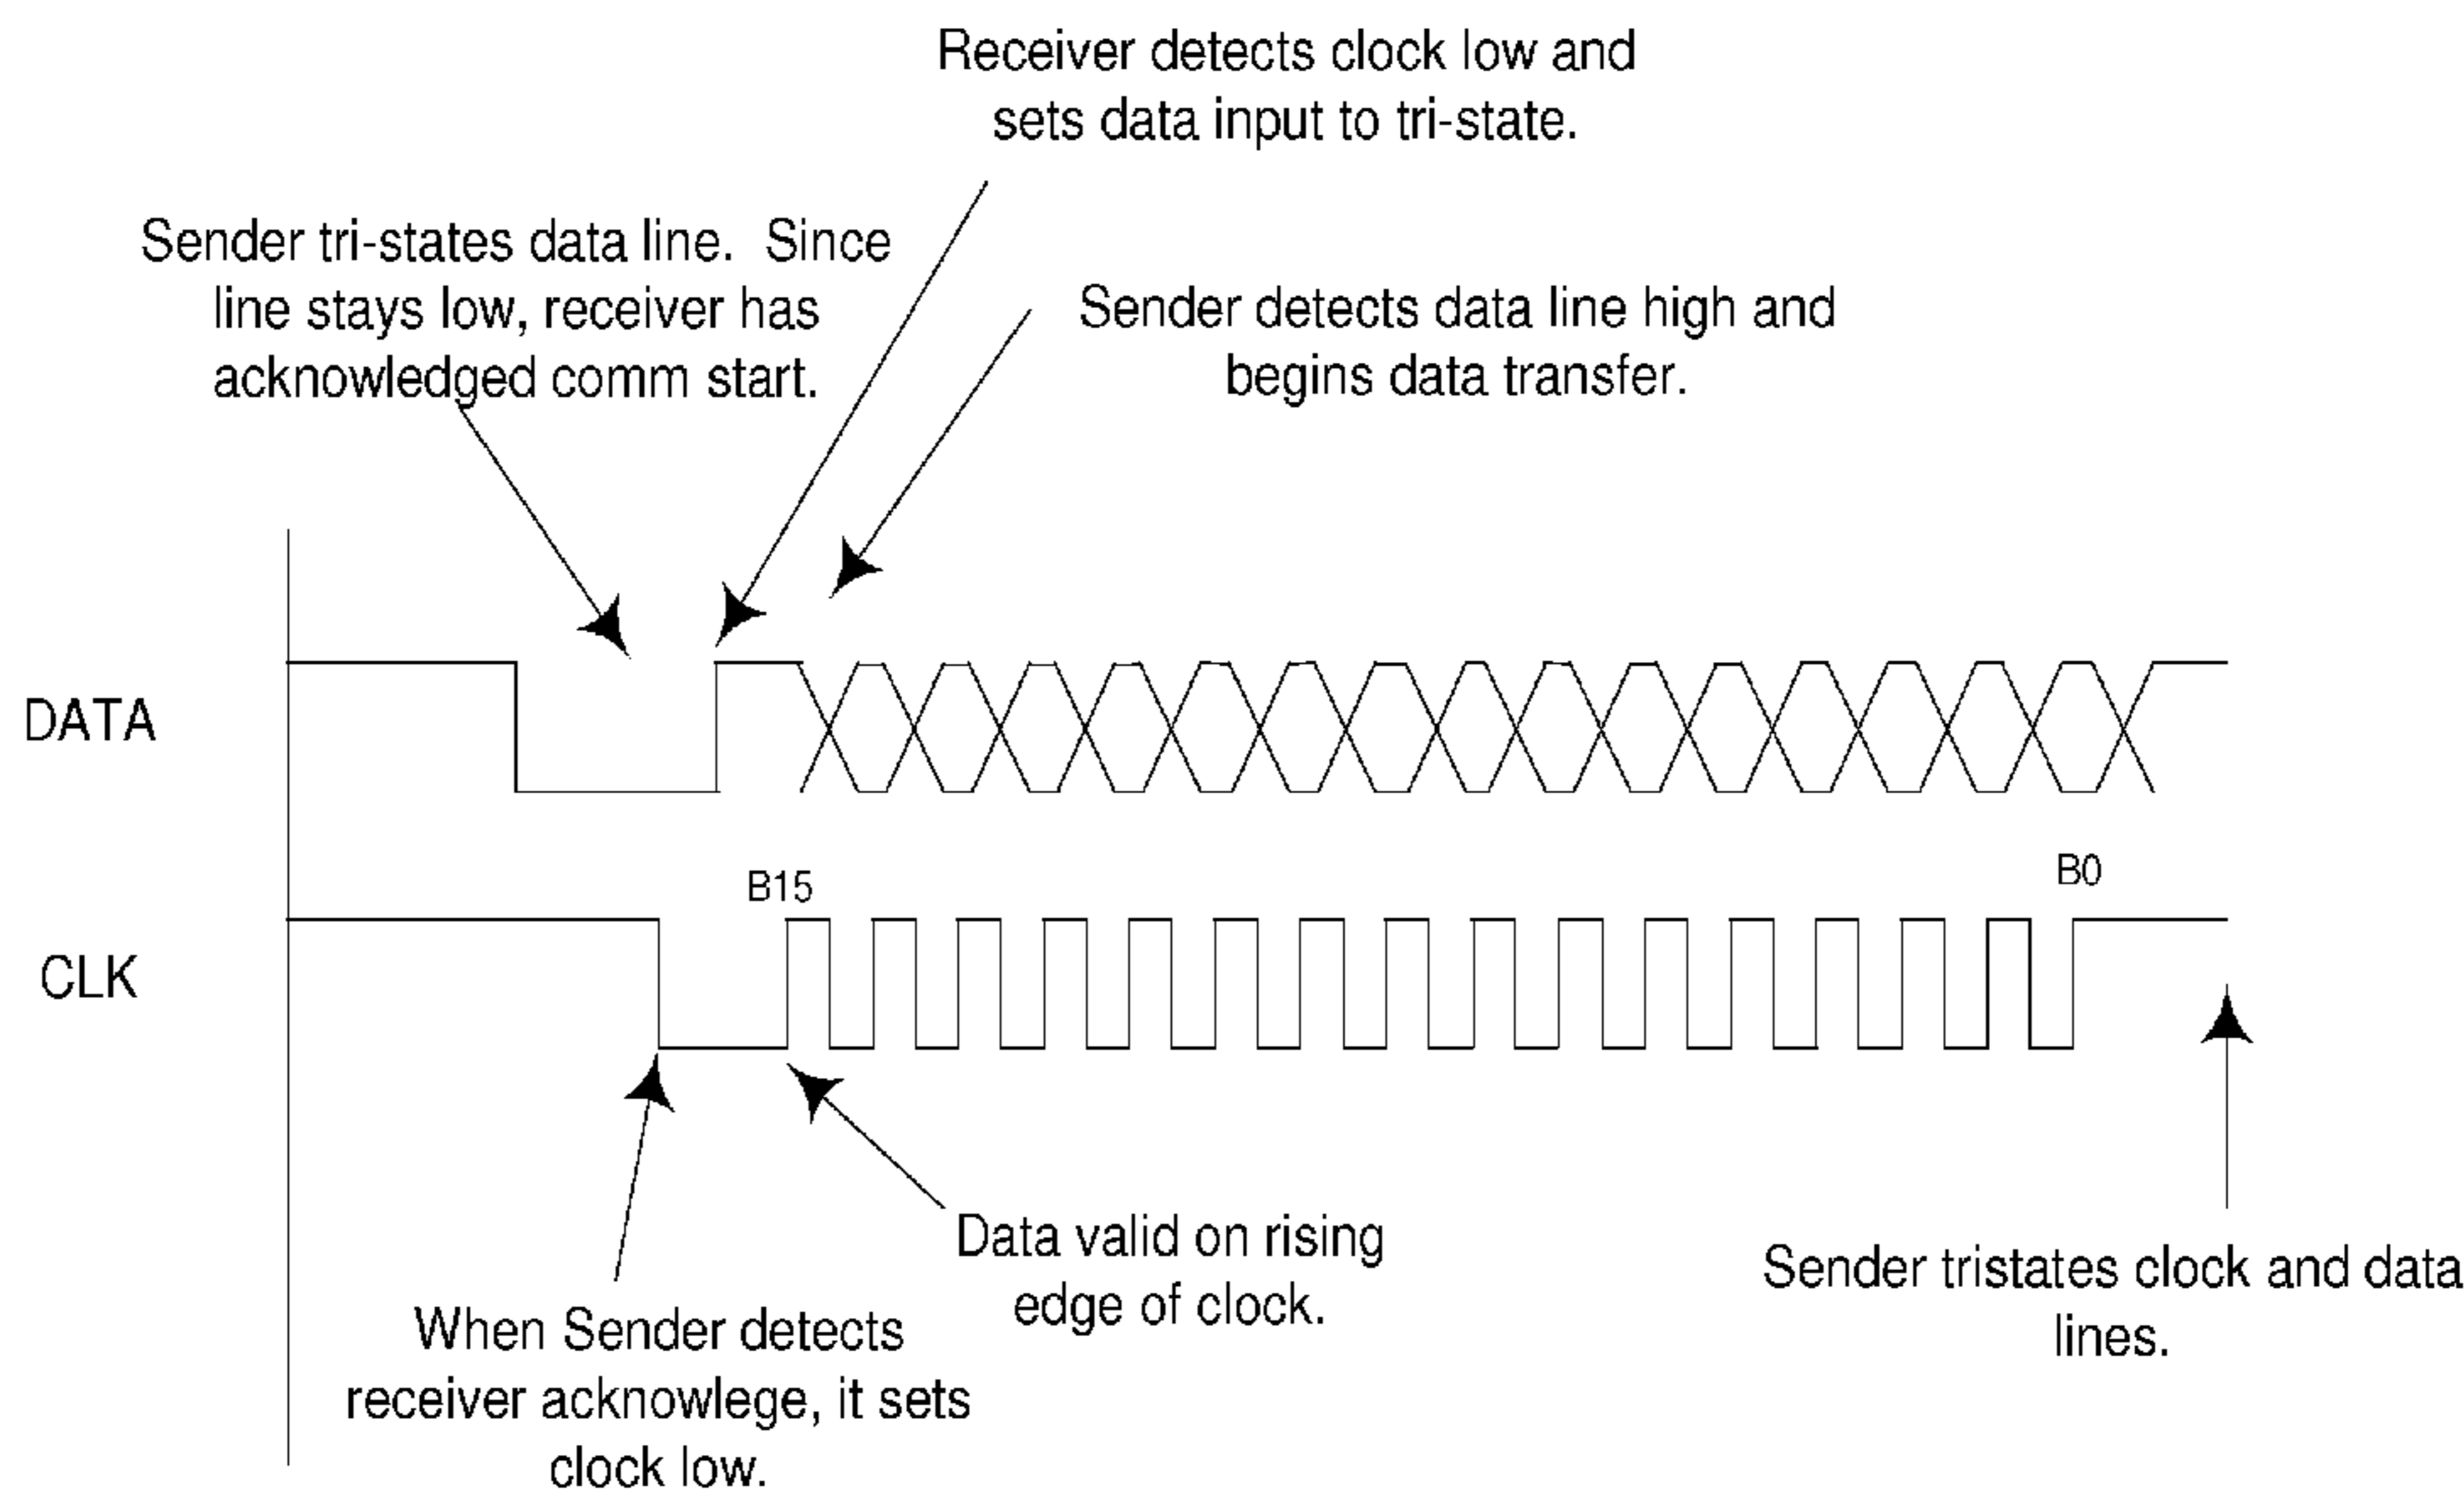 Receiver detects clock low and
sets data input to tri-state.
Sender tri-states data line.  Since
line stays low, receiver has
acknowledged comm start.
Sender detects data line high and
begins data transfer.
DATA
B15
B0
CLK
Data valid on rising
edge of clock.
When Sender detects
receiver acknowlege, it sets
clock low.
Sender tristates clock and data
lines.